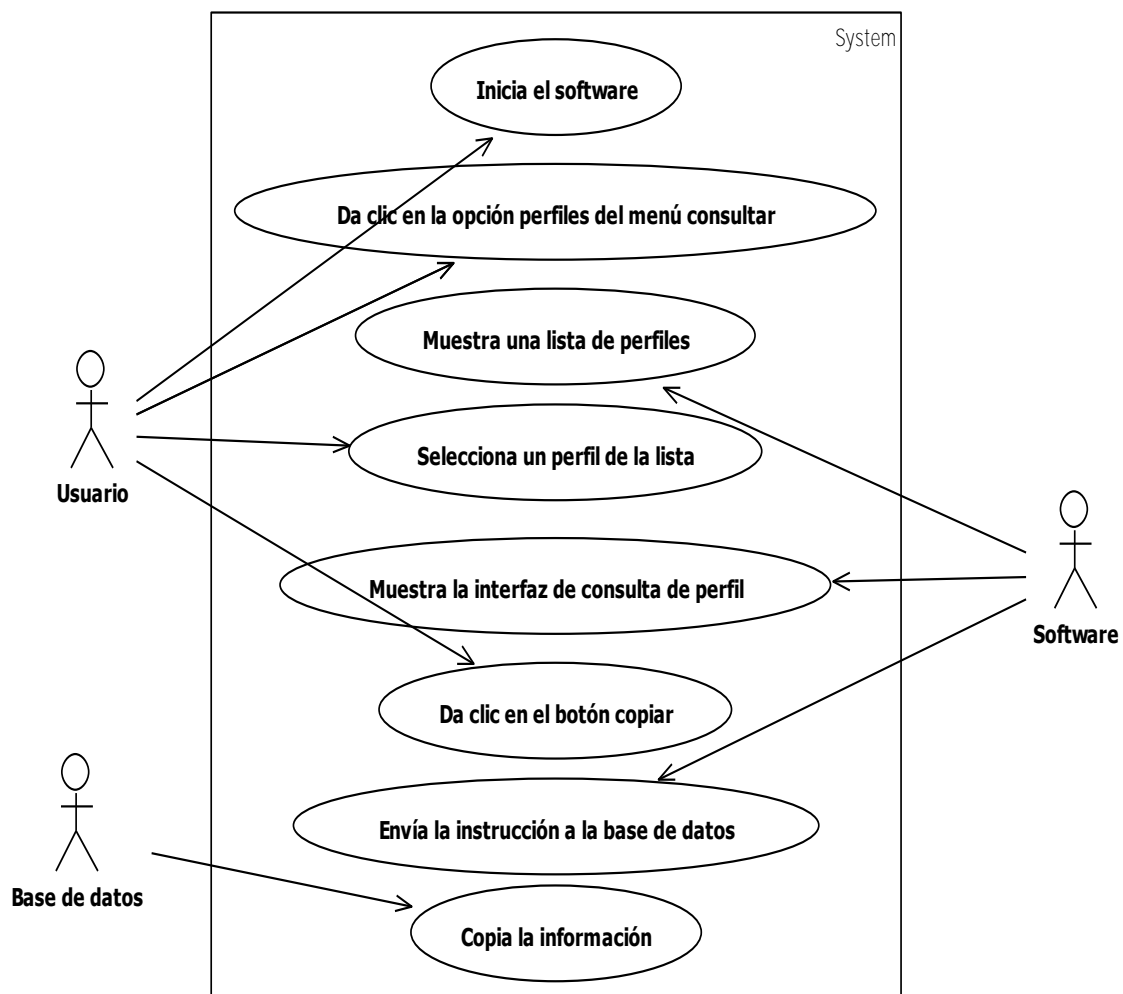 System
Inicia el software
Da clic en la opción perfiles del menú consultar
Muestra una lista de perfiles
Selecciona un perfil de la lista
Usuario
Muestra la interfaz de consulta de perfil
Software
Da clic en el botón copiar
Envía la instrucción a la base de datos
Base de datos
Copia la información